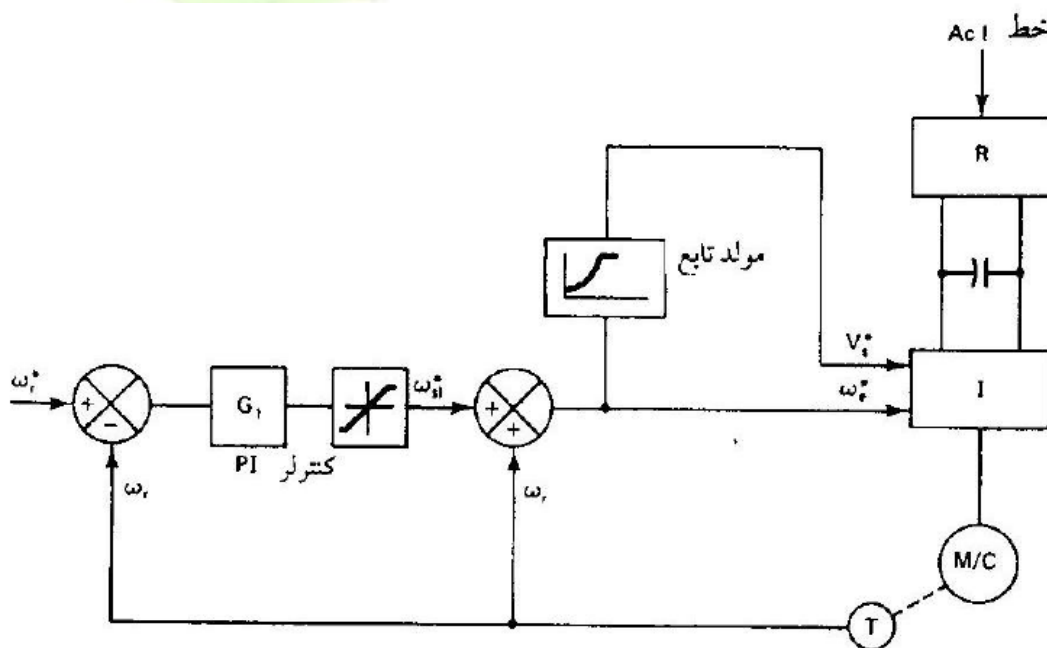 Ac l خط
R
مولد تابع
V*s
ω*r
G1
ω*sl
ω*e
I
+
−
+
+
PI کنترلر
ωr
ωr
M/C
T